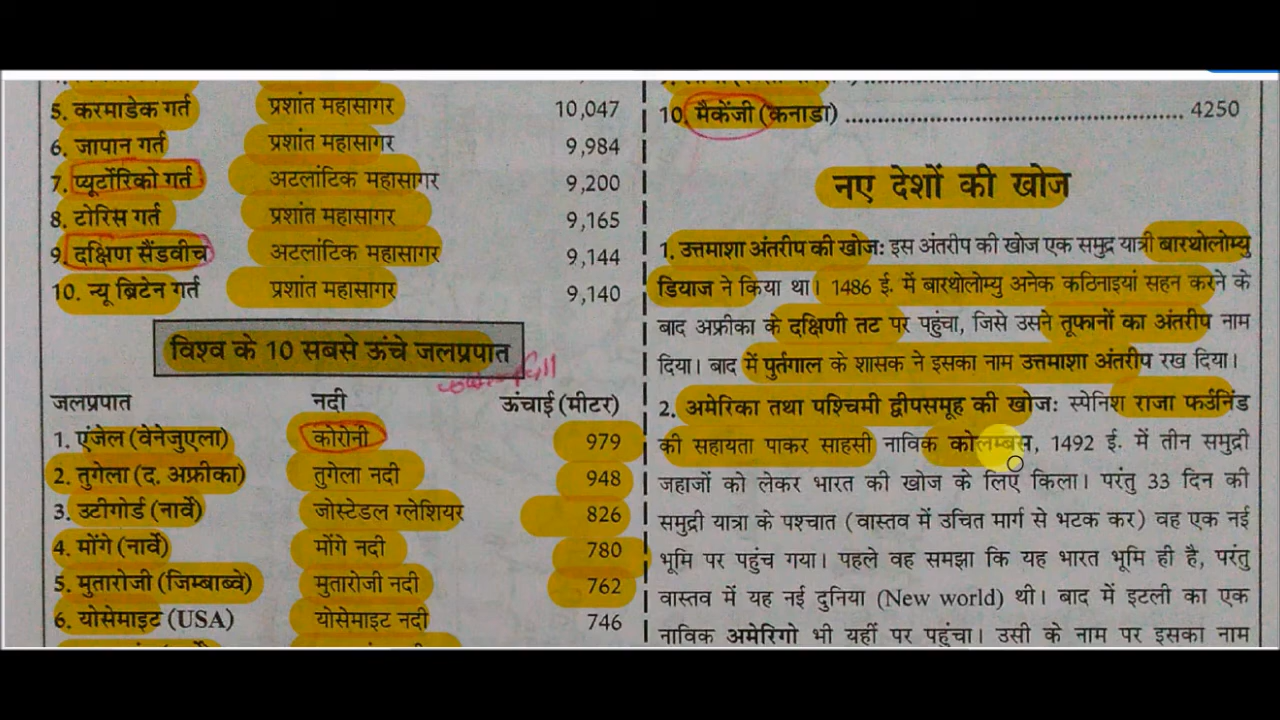 5. करमाडेक गर्त प्रशांत महासागर 10,047
6. जापान गर्त प्रशांत महासागर 9,984
7. प्यूर्टोरिको गर्त अटलांटिक महासागर 9,200
8. टोरिस गर्त प्रशांत महासागर 9,165
9. दक्षिण सैंडवीच अटलांटिक महासागर 9,144
10. न्यू ब्रिटेन गर्त प्रशांत महासागर 9,140
विश्व के 10 सबसे ऊंचे जलप्रपात
जलप्रपात नदी ऊंचाई (मीटर)
1. एंजेल (वेनेजुएला) कोरोनी 979
2. तुगेला (द. अफ्रीका) तुगेला नदी 948
3. उटीगोर्ड (नार्वे) जोस्टेडल ग्लेशियर 826
4. मोंगे (नार्वे) मोंगे नदी 780
5. मुतारोजी (जिम्बाब्वे) मुतारोजी नदी 762
6. योसेमाइट (USA) योसेमाइट नदी 746
10. मैकेंजी (कनाडा) ........ 4250
नए देशों की खोज
1. उत्तमाशा अंतरीप की खोज: इस अंतरीप की खोज एक समुद्र यात्री बारथोलोम्यु
डियाज ने किया था। 1486 ई. में बारथोलोम्यु अनेक कठिनाइयां सहन करने के
बाद अफ्रीका के दक्षिणी तट पर पहुंचा, जिसे उसने तूफानों का अंतरीप नाम
दिया। बाद में पुर्तगाल के शासक ने इसका नाम उत्तमाशा अंतरीप रख दिया।
2. अमेरिका तथा पश्चिमी द्वीपसमूह की खोज: स्पेनिश राजा फर्डनिंड
की सहायता पाकर साहसी नाविक कोलम्बस, 1492 ई. में तीन समुद्री
जहाजों को लेकर भारत की खोज के लिए किला। परंतु 33 दिन की
समुद्री यात्रा के पश्चात (वास्तव में उचित मार्ग से भटक कर) वह एक नई
भूमि पर पहुंच गया। पहले वह समझा कि यह भारत भूमि ही है, परंतु
वास्तव में यह नई दुनिया (New world) थी। बाद में इटली का एक
नाविक अमेरिगो भी यहीं पर पहुंचा। उसी के नाम पर इसका नाम